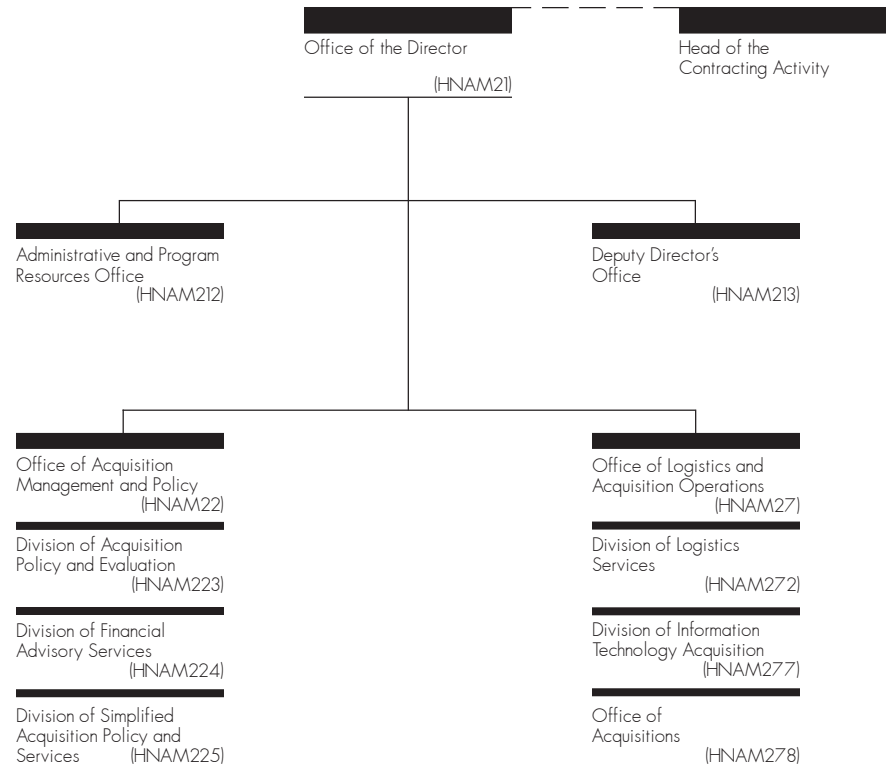 Office of the Director
(HNAM21)
Head of the
Contracting Activity
Administrative and Program
Resources Office
(HNAM212)
Deputy Director's
Office
(HNAM213)
Office of Acquisition
Management and Policy
(HNAM22)
Division of Acquisition
Policy and Evaluation
(HNAM223)
Division of Financial
Advisory Services
(HNAM224)
Division of Simplified
Acquisition Policy and
Services (HNAM225)
Office of Logistics and
Acquisition Operations
(HNAM27)
Division of Logistics
Services
(HNAM272)
Division of Information
Technology Acquisition
(HNAM277)
Office of
Acquisitions
(HNAM278)